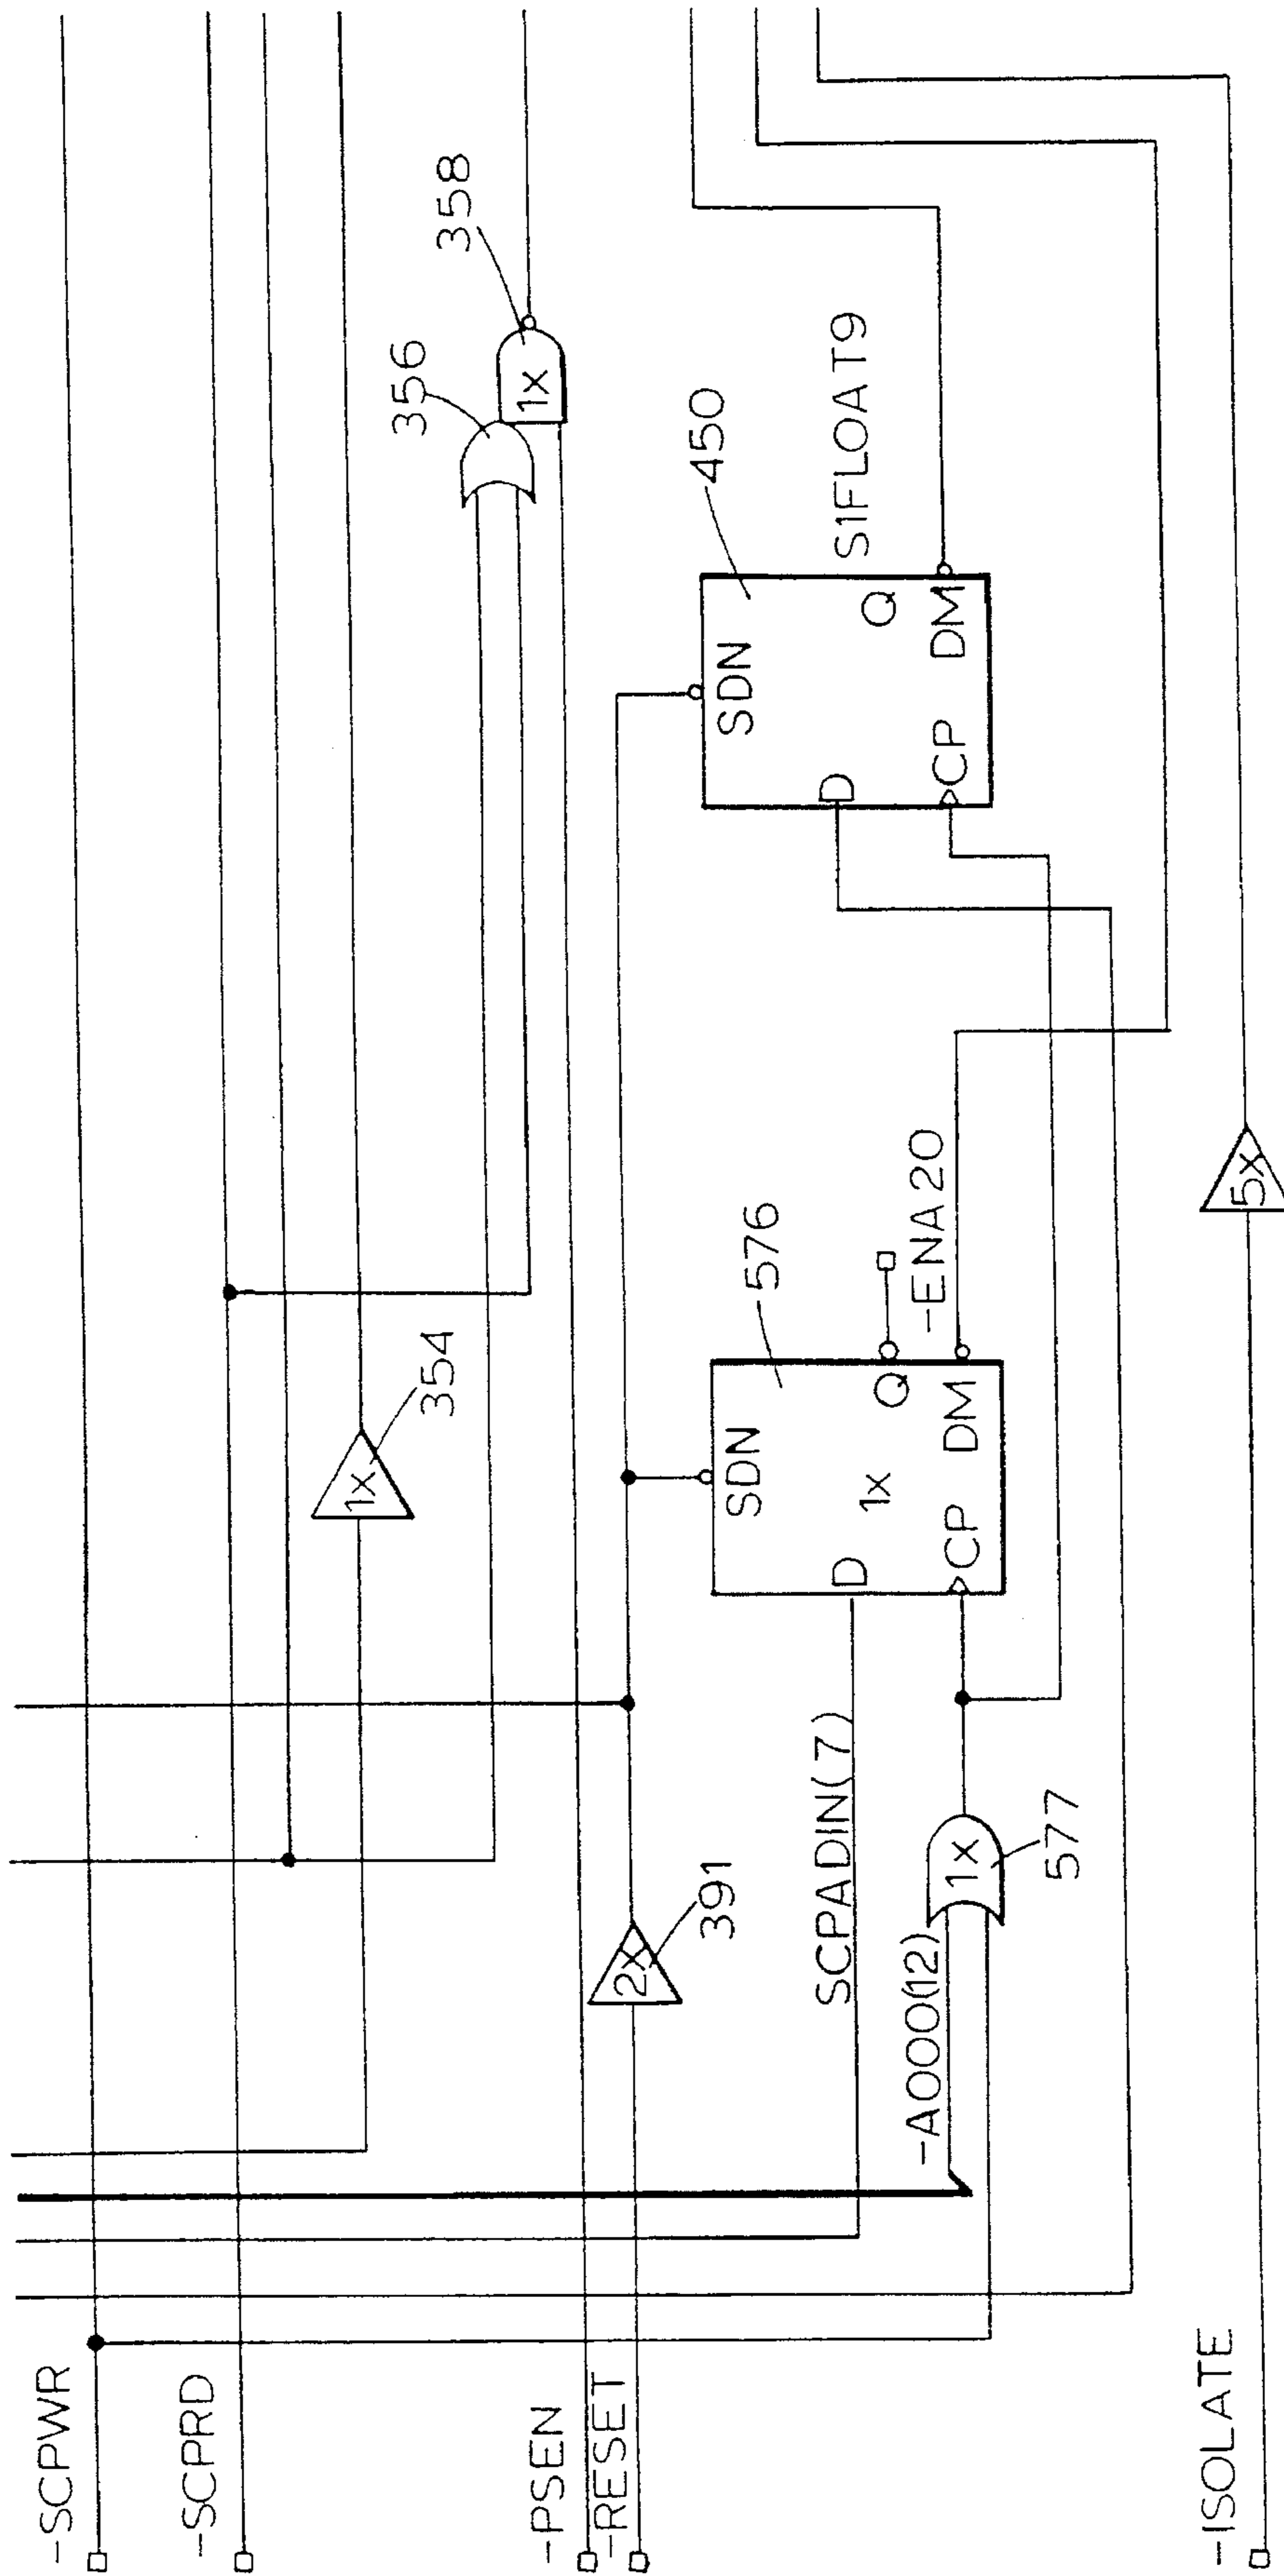 -SCPWR
-SCPRD
-PSEN
-RESET
-ISOLATE
1x
354
356
1x
358
2x
391
SCPADIN(7)
-A000(12)
1x
577
SDN
D
1x
Q
CP
DM
576
-ENA20
SDN
D
Q
CP
DM
450
S1FLOAT9
5x